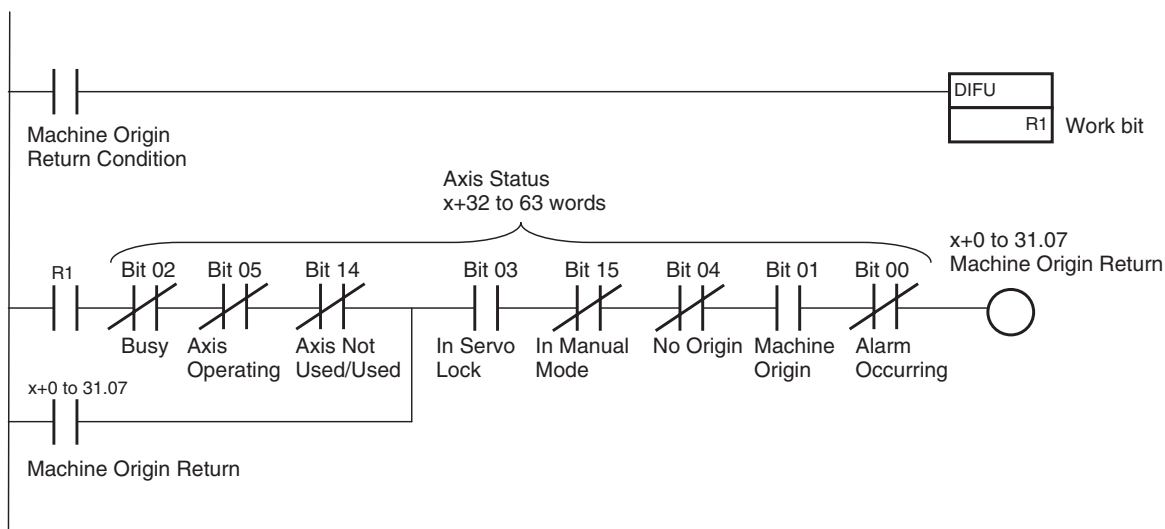 DIFU
R1
Work bit
Machine Origin
Return Condition
Axis Status
x+32 to 63 words
x+0 to 31.07
Machine Origin Return
R1
Bit 02
Bit 05
Bit 14
Bit 03
Bit 15
Bit 04
Bit 01
Bit 00
Busy
Axis
Operating
Axis Not
Used/Used
In Servo
Lock
In Manual
Mode
No Origin
Machine
Origin
Alarm
Occurring
x+0 to 31.07
Machine Origin Return